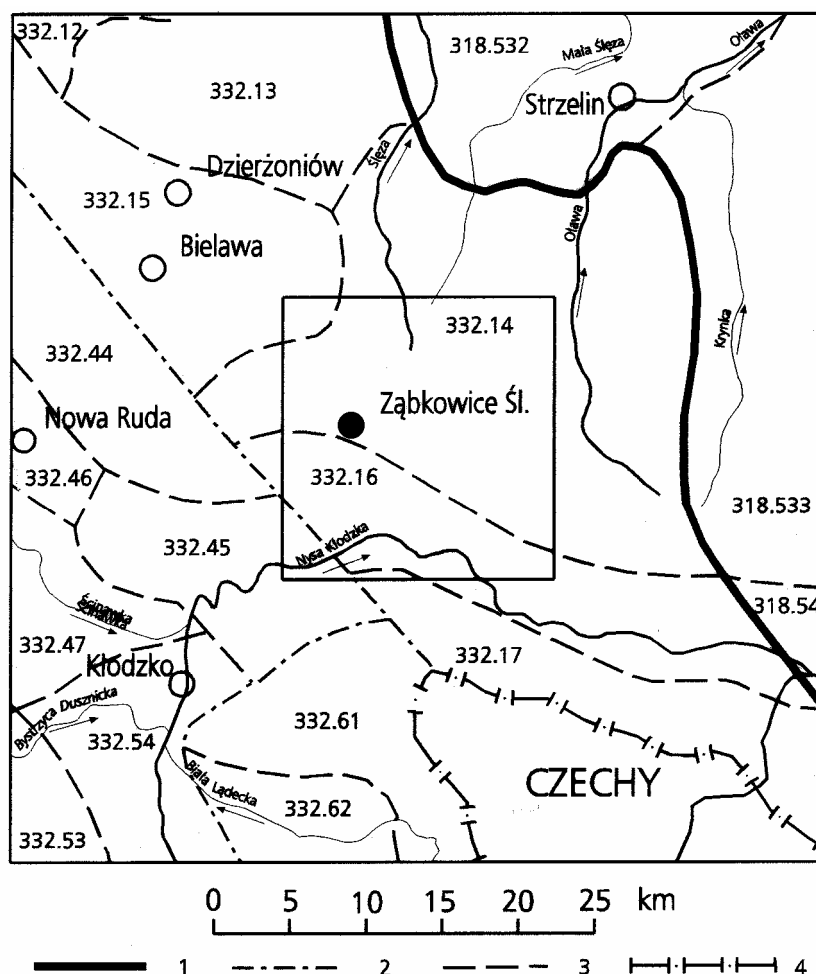 332.12
318.532
Mała Ślęza
Oława
332.13
Strzelin
Dzierżoniów
Ślęza
332.15
Bielawa
Oława
332.14
Krynka
332.44
Nowa Ruda
Ząbkowice Śl.
332.46
332.16
318.533
332.45
Nysa Kłodzka
Ścinawka
318.54
332.47
Kłodzko
332.17
Bystrzyca Dusznicka
332.61
332.54
Biała Lądecka
CZECHY
332.62
332.53
0 5 10 15 20 25 km
1 2 3 4